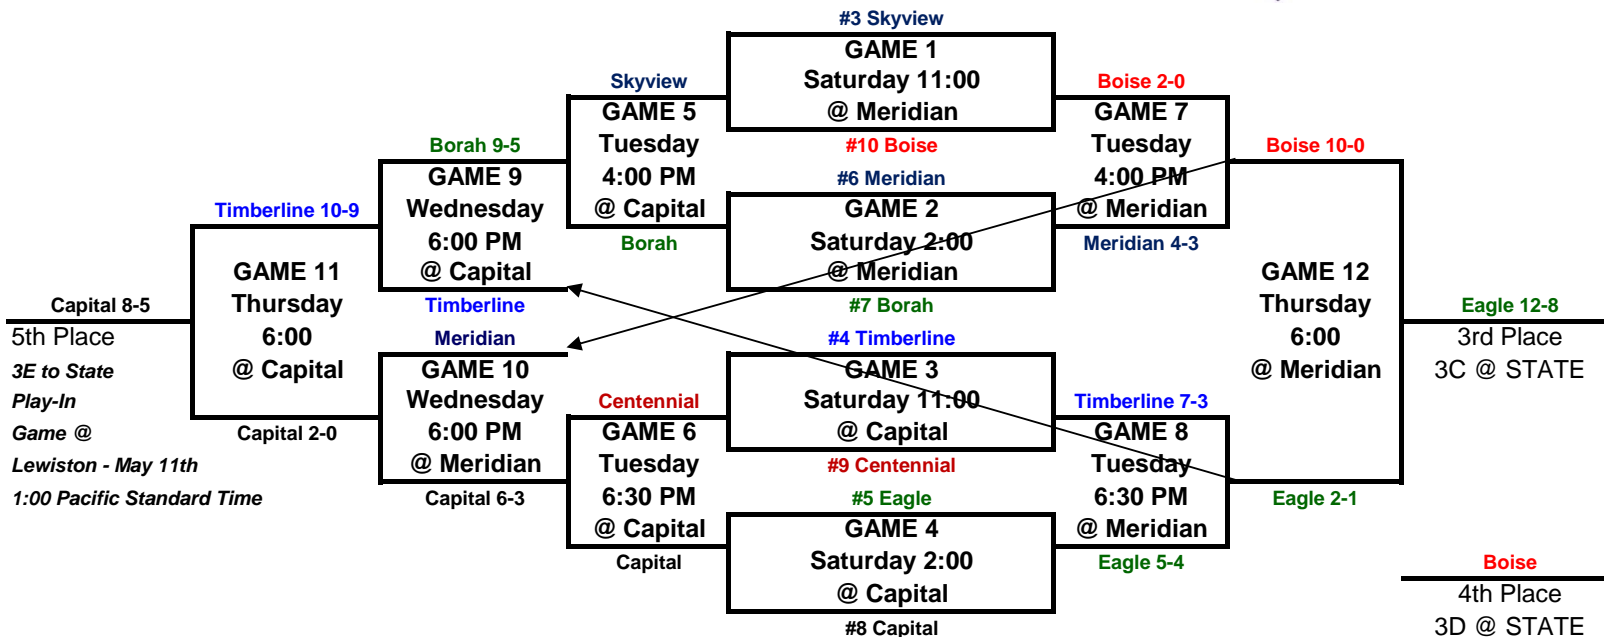 #3 Skyview
GAME 1
Saturday 11:00
@ Meridian
#10 Boise
#6 Meridian
GAME 2
Saturday 2:00
@ Meridian
#7 Borah
#4 Timberline
GAME 3
Saturday 11:00
@ Capital
#9 Centennial
#5 Eagle
GAME 4
Saturday 2:00
@ Capital
#8 Capital
Skyview
GAME 5
Tuesday
4:00 PM
@ Capital
Borah
Centennial
GAME 6
Tuesday
6:30 PM
@ Capital
Capital
Boise 2-0
GAME 7
Tuesday
4:00 PM
@ Meridian
Meridian 4-3
Timberline 7-3
GAME 8
Tuesday
6:30 PM
@ Meridian
Eagle 5-4
Borah 9-5
GAME 9
Wednesday
6:00 PM
@ Capital
Timberline
Meridian
GAME 10
Wednesday
6:00 PM
@ Meridian
Capital 6-3
Timberline 10-9
GAME 11
Thursday
6:00
@ Capital
Capital 2-0
Capital 8-5
5th Place
3E to State
Play-In
Game @
Lewiston - May 11th
1:00 Pacific Standard Time
Boise 10-0
GAME 12
Thursday
6:00
@ Meridian
Eagle 2-1
Eagle 12-8
3rd Place
3C @ STATE
Boise
4th Place
3D @ STATE